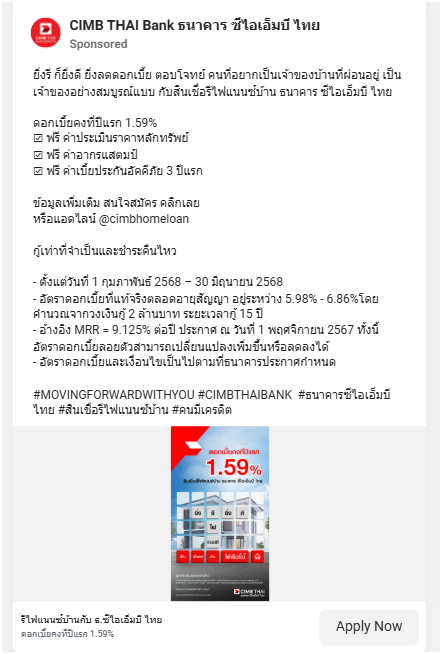 CIMB THAI Bank ธนาคาร ซีไอเอ็มบี ไทย
Sponsored
ยิ่งรี ก็ยิ่งดี ยิ่งลดดอกเบี้ย ตอบโจทย์ คนที่อยากเป็นเจ้าของบ้านที่ผ่อนอยู่ เป็น
เจ้าของอย่างสมบูรณ์แบบ กับสินเชื่อรีไฟแนนซ์บ้าน ธนาคาร ซีไอเอ็มบี ไทย
ดอกเบี้ยคงที่ปีแรก 1.59%
☑ ฟรี ค่าประเมินราคาหลักทรัพย์
☑ ฟรี ค่าอากรแสตมป์
☑ ฟรี ค่าเบี้ยประกันอัคคีภัย 3 ปีแรก
ข้อมูลเพิ่มเติม สนใจสมัคร คลิกเลย
หรือแอดไลน์ @cimbhomeloan
กู้เท่าที่จำเป็นและชำระคืนไหว
- ตั้งแต่วันที่ 1 กุมภาพันธ์ 2568 – 30 มิถุนายน 2568
- อัตราดอกเบี้ยที่แท้จริงตลอดอายุสัญญา อยู่ระหว่าง 5.98% - 6.86%โดย
คำนวณจากวงเงินกู้ 2 ล้านบาท ระยะเวลากู้ 15 ปี
- อ้างอิง MRR = 9.125% ต่อปี ประกาศ ณ วันที่ 1 พฤศจิกายน 2567 ทั้งนี้
อัตราดอกเบี้ยลอยตัวสามารถเปลี่ยนแปลงเพิ่มขึ้นหรือลดลงได้
- อัตราดอกเบี้ยและเงื่อนไขเป็นไปตามที่ธนาคารประกาศกำหนด
#MOVINGFORWARDWITHYOU #CIMBTHAIBANK #ธนาคารซีไอเอ็มบี
ไทย #สินเชื่อรีไฟแนนซ์บ้าน #คนมีเครดิต
ดอกเบี้ยคงที่ปีแรก
1.59%
สินเชื่อรีไฟแนนซ์บ้าน ธนาคาร ซีไอเอ็มบี ไทย
ยิ่ง รี ยิ่ง ดี
ไฟ
CIMB THAI
รีไฟแนนซ์บ้านกับ ธ.ซีไอเอ็มบี ไทย
ดอกเบี้ยคงที่ปีแรก 1.59%
Apply Now